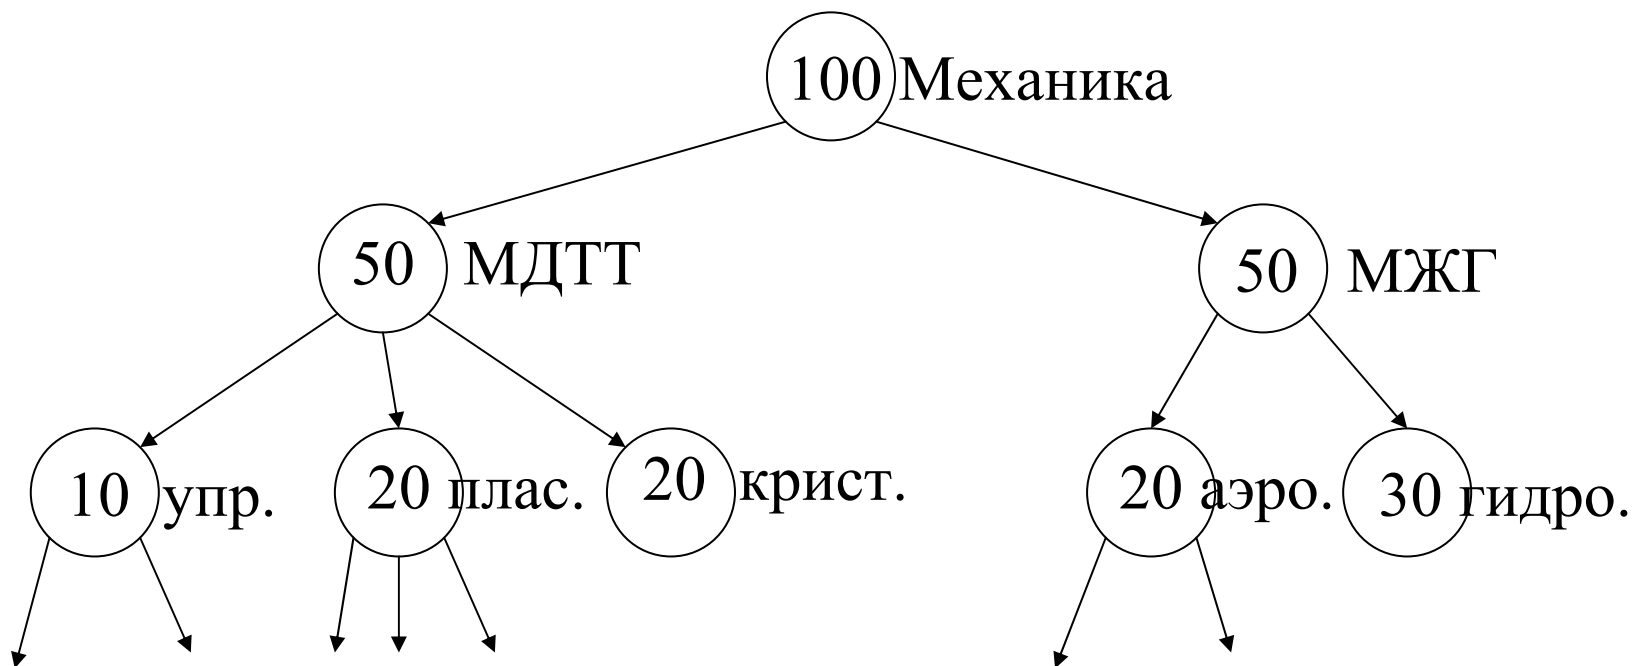 100 Механика
50 МДТТ
50 МЖГ
10 упр.
20 плас.
20 крист.
20 аэро.
30 гидро.